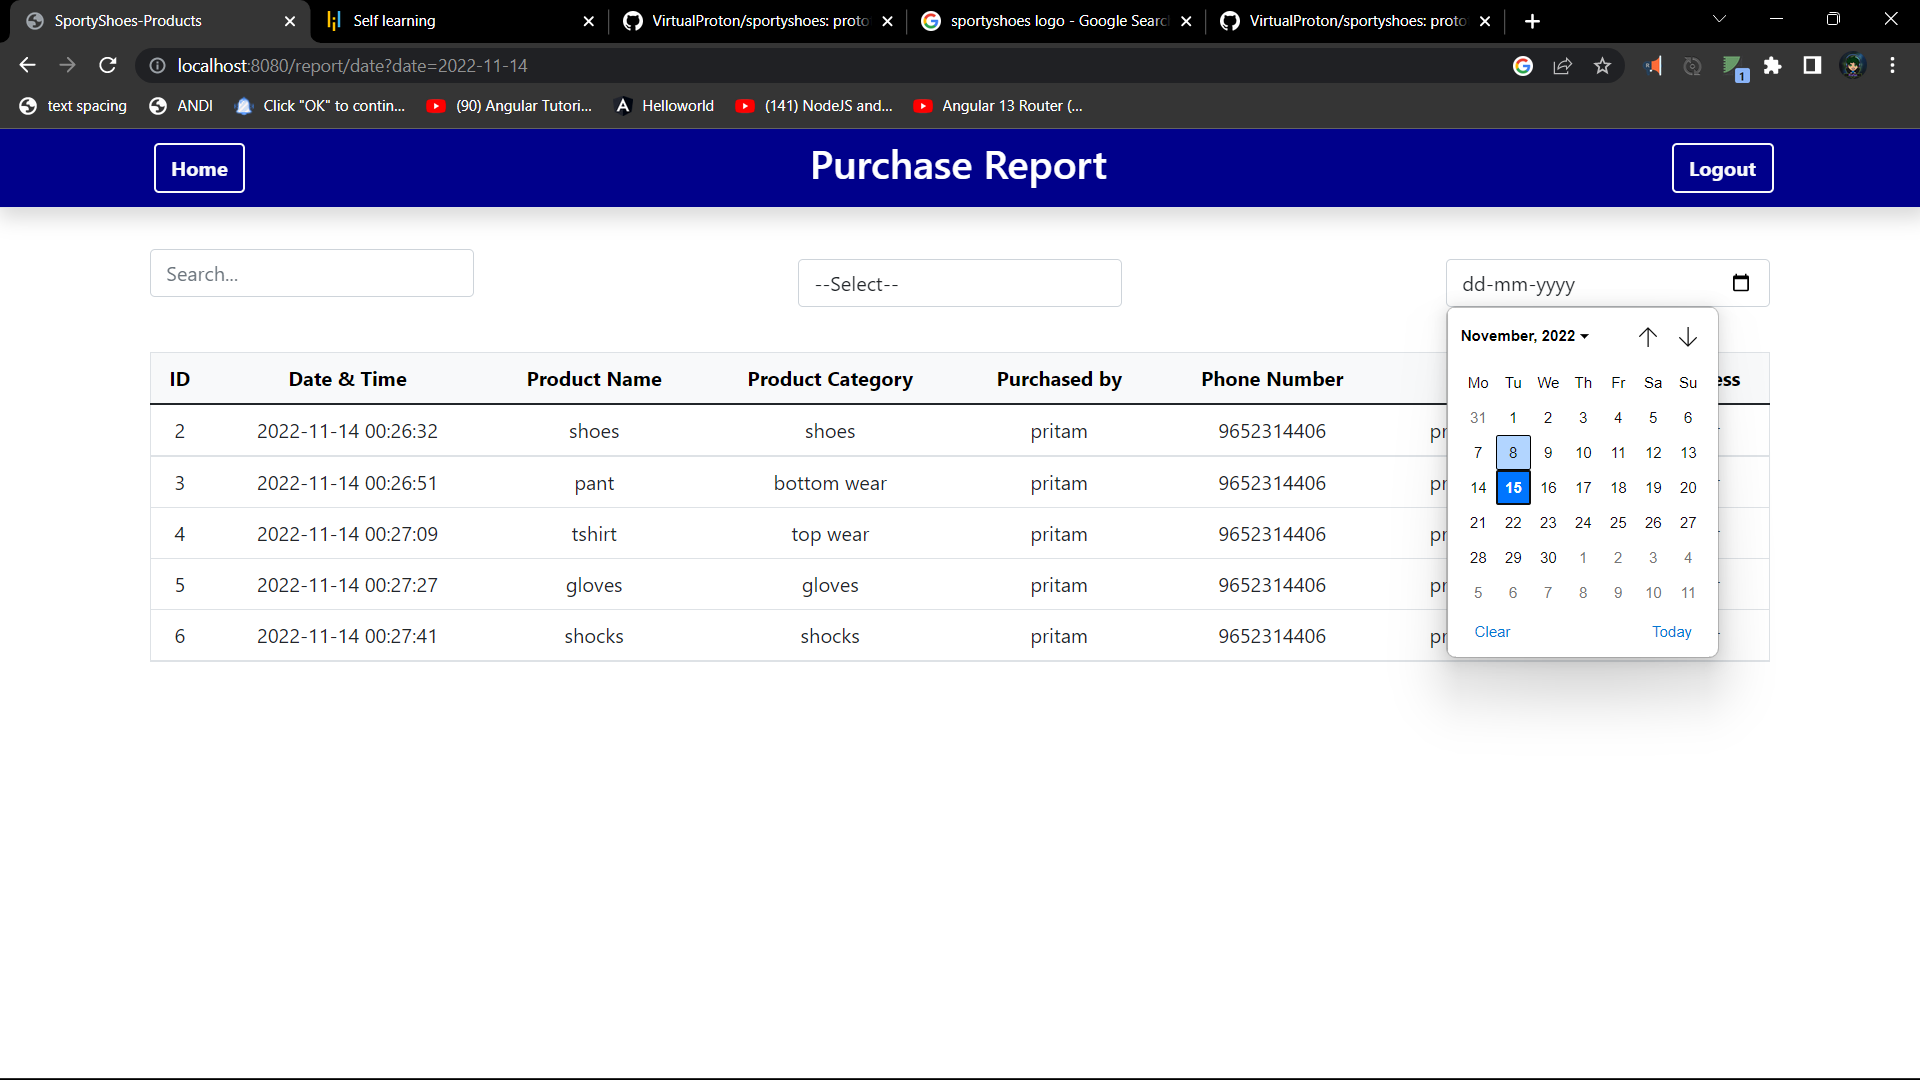 SportyShoes-Products
Self learning
VirtualProton/sportyshoes: proto
sportyshoes logo - Google Searc
VirtualProton/sportyshoes: proto
localhost:8080/report/date?date=2022-11-14
1
text spacing
ANDI
Click "OK" to contin...
(90) Angular Tutori...
Helloworld
(141) NodeJS and...
Angular 13 Router (...
Home
Purchase Report
Logout
Search...
--Select--
dd-mm-yyyy
November, 2022
Mo Tu We Th Fr Sa Su
31 1 2 3 4 5 6
7 8 9 10 11 12 13
14 15 16 17 18 19 20
21 22 23 24 25 26 27
28 29 30 1 2 3 4
5 6 7 8 9 10 11
Clear Today
ID Date & Time Product Name Product Category Purchased by Phone Number ess
2 2022-11-14 00:26:32 shoes shoes pritam 9652314406 pr
3 2022-11-14 00:26:51 pant bottom wear pritam 9652314406 pr
4 2022-11-14 00:27:09 tshirt top wear pritam 9652314406 pr
5 2022-11-14 00:27:27 gloves gloves pritam 9652314406 pr
6 2022-11-14 00:27:41 shocks shocks pritam 9652314406 pr